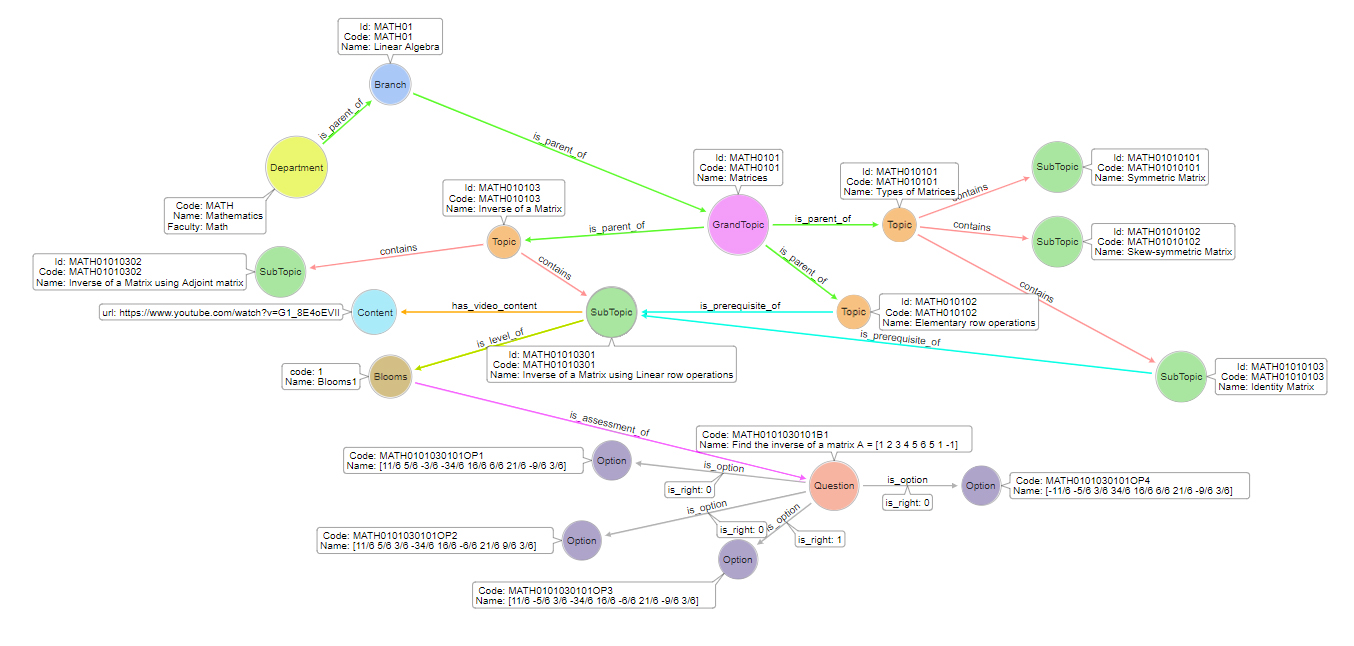 Id: MATH01
Code: MATH01
Name: Linear Algebra
Branch
is_parent_of
is_parent_of
Department
Code: MATH
Name: Mathematics
Faculty: Math
Id: MATH0101
Code: MATH0101
Name: Matrices
GrandTopic
Id: MATH010101
Code: MATH010101
Name: Types of Matrices
Topic
is_parent_of
contains
SubTopic
Id: MATH01010101
Code: MATH01010101
Name: Symmetric Matrix
contains
SubTopic
Id: MATH01010102
Code: MATH01010102
Name: Skew-symmetric Matrix
contains
Id: MATH010103
Code: MATH010103
Name: Inverse of a Matrix
Topic
is_parent_of
contains
contains
Id: MATH01010302
Code: MATH01010302
Name: Inverse of a Matrix using Adjoint matrix
SubTopic
is_parent_of
url: https://www.youtube.com/watch?v=G1_8E4oEVII
Content
has_video_content
SubTopic
is_prerequisite_of
Topic
Id: MATH010102
Code: MATH010102
Name: Elementary row operations
is_prerequisite_of
is_level_of
Id: MATH01010301
Code: MATH01010301
Name: Inverse of a Matrix using Linear row operations
code: 1
Name: Blooms1
Blooms
SubTopic
Id: MATH01010103
Code: MATH01010103
Name: Identity Matrix
is_assessment_of
Code: MATH0101030101B1
Name: Find the inverse of a matrix A = [1 2 3 4 5 6 5 1 -1]
Question
Code: MATH0101030101OP1
Name: [11/6 5/6 -3/6 -34/6 16/6 6/6 21/6 -9/6 3/6]
Option
is_option
is_right: 0
is_option
is_right: 0
Option
Code: MATH0101030101OP4
Name: [-11/6 -5/6 3/6 34/6 16/6 6/6 21/6 -9/6 3/6]
is_option
is_right: 0
Code: MATH0101030101OP2
Name: [11/6 5/6 3/6 -34/6 16/6 -6/6 21/6 9/6 3/6]
Option
is_option
is_right: 1
Option
Code: MATH0101030101OP3
Name: [11/6 -5/6 3/6 -34/6 16/6 -6/6 21/6 -9/6 3/6]